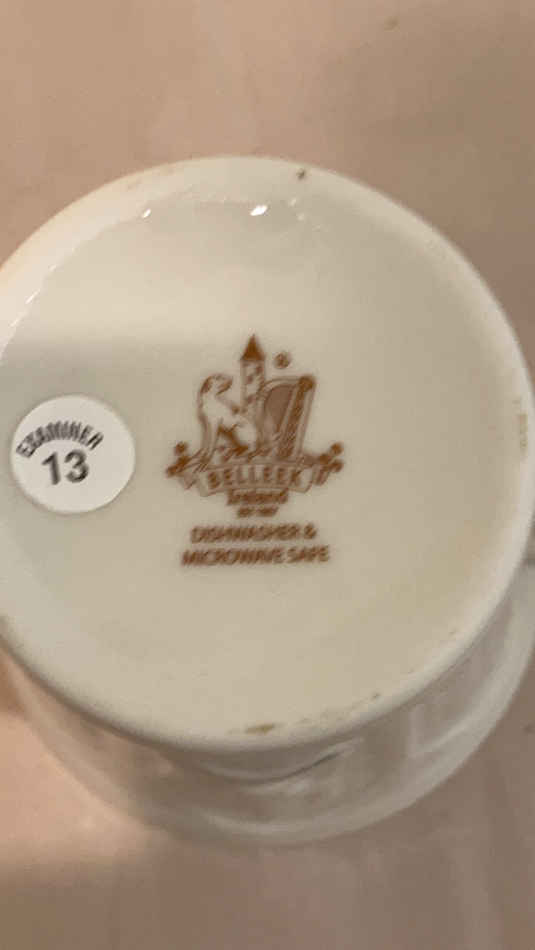 EXAMINER
13
®
BELLEEK
Ireland
DISHWASHER &
MICROWAVE SAFE